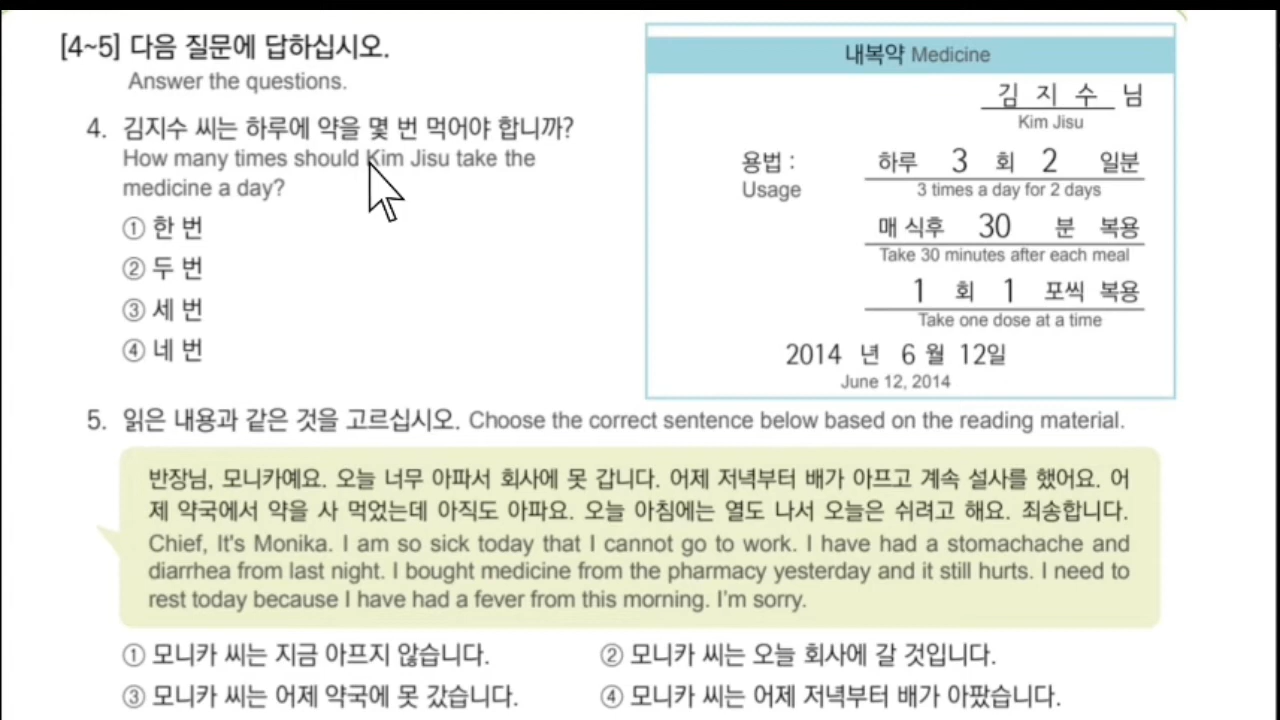 [4~5] 다음 질문에 답하십시오.
Answer the questions.
4. 김지수 씨는 하루에 약을 몇 번 먹어야 합니까?
How many times should Kim Jisu take the
medicine a day?
① 한 번
② 두 번
③ 세 번
④ 네 번
내복약 Medicine
김 지 수 님
Kim Jisu
용법 : 하루 3 회 2 일분
Usage 3 times a day for 2 days
매 식후 30 분 복용
Take 30 minutes after each meal
1 회 1 포씩 복용
Take one dose at a time
2014 년 6 월 12일
June 12, 2014
5. 읽은 내용과 같은 것을 고르십시오. Choose the correct sentence below based on the reading material.
반장님, 모니카예요. 오늘 너무 아파서 회사에 못 갑니다. 어제 저녁부터 배가 아프고 계속 설사를 했어요. 어
제 약국에서 약을 사 먹었는데 아직도 아파요. 오늘 아침에는 열도 나서 오늘은 쉬려고 해요. 죄송합니다.
Chief, It's Monika. I am so sick today that I cannot go to work. I have had a stomachache and
diarrhea from last night. I bought medicine from the pharmacy yesterday and it still hurts. I need to
rest today because I have had a fever from this morning. I'm sorry.
① 모니카 씨는 지금 아프지 않습니다. ② 모니카 씨는 오늘 회사에 갈 것입니다.
③ 모니카 씨는 어제 약국에 못 갔습니다. ④ 모니카 씨는 어제 저녁부터 배가 아팠습니다.